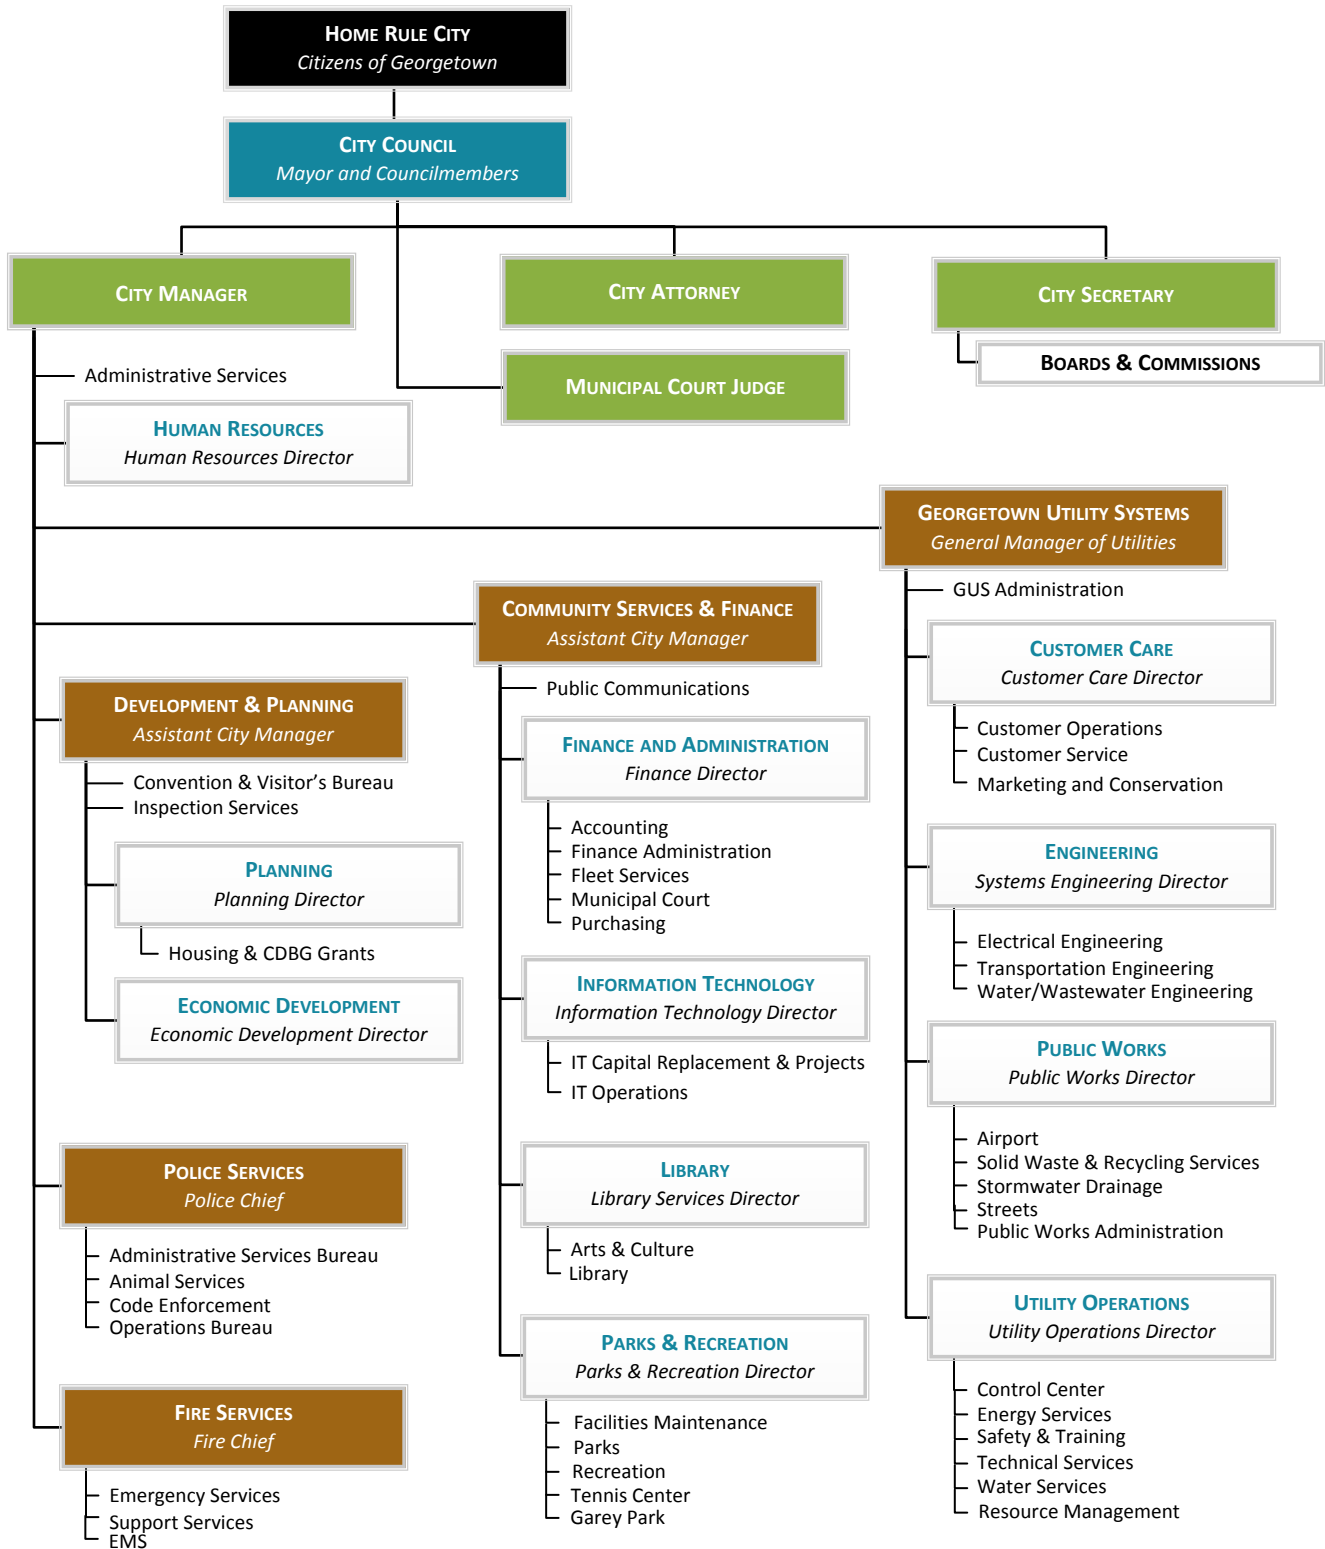 HOME RULE CITY
Citizens of Georgetown
CITY COUNCIL
Mayor and Councilmembers
CITY MANAGER
CITY ATTORNEY
CITY SECRETARY
BOARDS & COMMISSIONS
MUNICIPAL COURT JUDGE
Administrative Services
HUMAN RESOURCES
Human Resources Director
GEORGETOWN UTILITY SYSTEMS
General Manager of Utilities
GUS Administration
CUSTOMER CARE
Customer Care Director
Customer Operations
Customer Service
Marketing and Conservation
ENGINEERING
Systems Engineering Director
Electrical Engineering
Transportation Engineering
Water/Wastewater Engineering
PUBLIC WORKS
Public Works Director
Airport
Solid Waste & Recycling Services
Stormwater Drainage
Streets
Public Works Administration
UTILITY OPERATIONS
Utility Operations Director
Control Center
Energy Services
Safety & Training
Technical Services
Water Services
Resource Management
COMMUNITY SERVICES & FINANCE
Assistant City Manager
Public Communications
FINANCE AND ADMINISTRATION
Finance Director
Accounting
Finance Administration
Fleet Services
Municipal Court
Purchasing
INFORMATION TECHNOLOGY
Information Technology Director
IT Capital Replacement & Projects
IT Operations
LIBRARY
Library Services Director
Arts & Culture
Library
PARKS & RECREATION
Parks & Recreation Director
Facilities Maintenance
Parks
Recreation
Tennis Center
Garey Park
DEVELOPMENT & PLANNING
Assistant City Manager
Convention & Visitor's Bureau
Inspection Services
PLANNING
Planning Director
Housing & CDBG Grants
ECONOMIC DEVELOPMENT
Economic Development Director
POLICE SERVICES
Police Chief
Administrative Services Bureau
Animal Services
Code Enforcement
Operations Bureau
FIRE SERVICES
Fire Chief
Emergency Services
Support Services
EMS